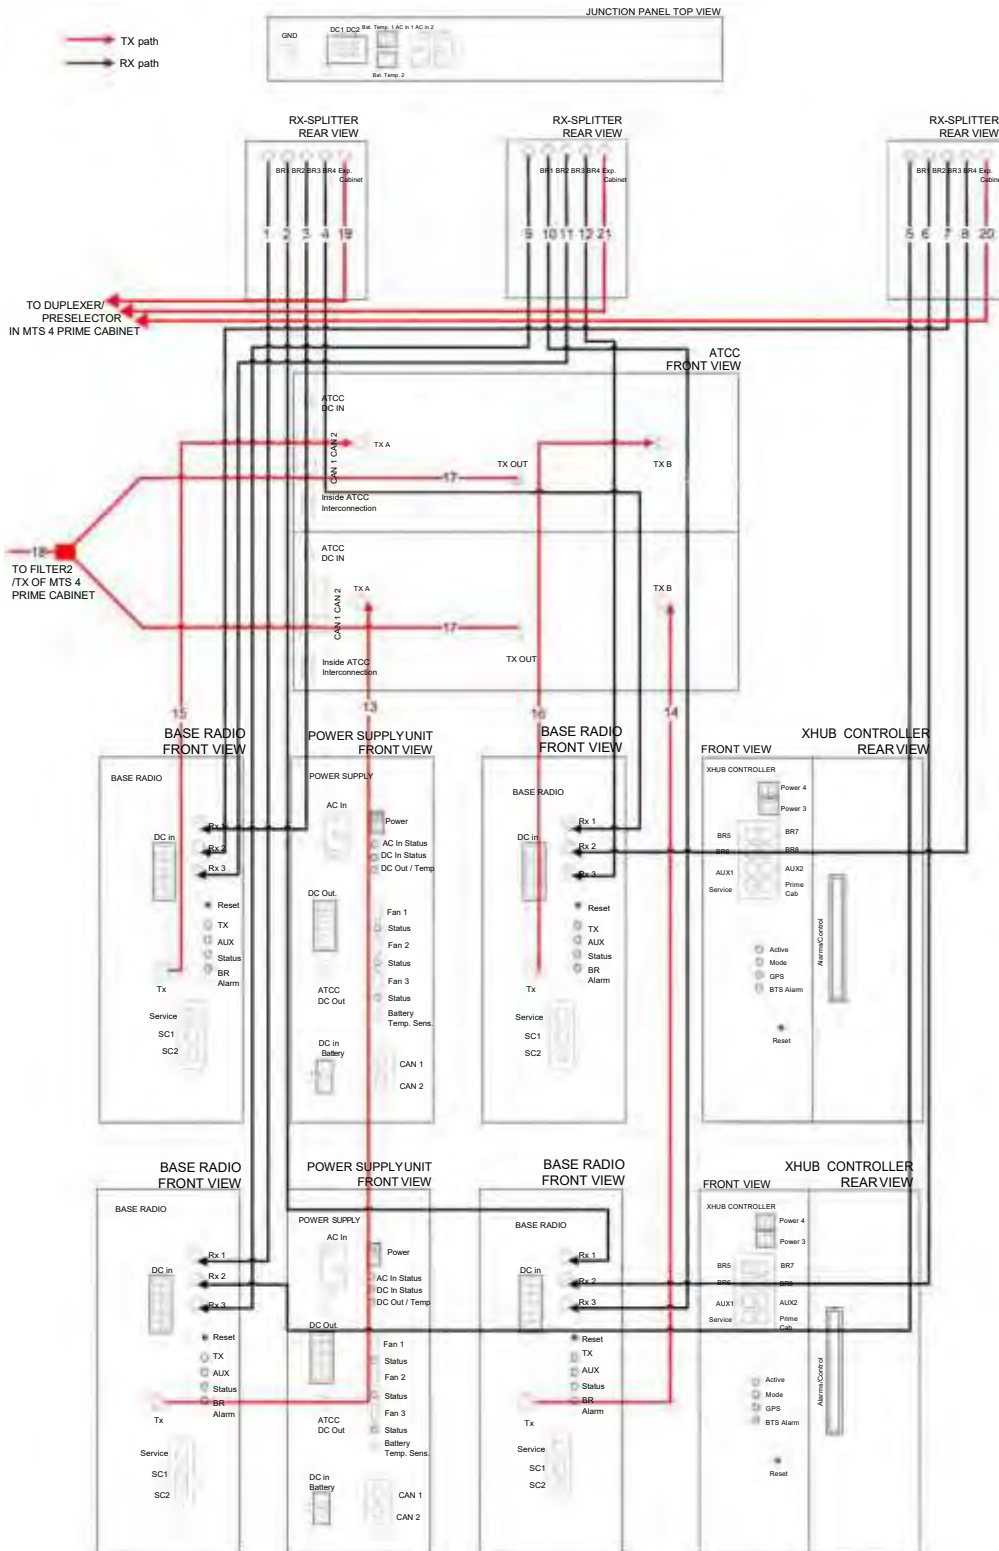 JUNCTION PANEL TOP VIEW
GND
DC1 DC2
Bat. Temp. 1 AC in 1 AC in 2
Bat. Temp. 2
TX path
RX path
RX-SPLITTER
REAR VIEW
BR1 BR2 BR3 BR4 Exp.
Cabinet
1 2 3 4 19
RX-SPLITTER
REAR VIEW
BR1 BR2 BR3 BR4 Exp.
Cabinet
9 10 11 12 21
RX-SPLITTER
REAR VIEW
BR1 BR2 BR3 BR4 Exp.
Cabinet
5 6 7 8 20
TO DUPLEXER/
PRESELECTOR
IN MTS 4 PRIME CABINET
ATCC
FRONT VIEW
ATCC
DC IN
CAN 1 CAN 2
TX A
TX OUT
TX B
17
Inside ATCC
Interconnection
18
TO FILTER2
/TX OF MTS 4
PRIME CABINET
ATCC
DC IN
CAN 1 CAN 2
TX A
TX B
17
TX OUT
Inside ATCC
Interconnection
15
13
16
14
BASE RADIO
FRONT VIEW
BASE RADIO
Rx 1
DC in
Rx 2
Rx 3
Reset
TX
AUX
Status
BR
Alarm
Tx
Service
SC1
SC2
POWER SUPPLY UNIT
FRONT VIEW
POWER SUPPLY
AC In
Power
AC In Status
DC In Status
DC Out / Temp
DC Out.
Fan 1
Status
Fan 2
Status
Fan 3
Status
ATCC
DC Out
Battery
Temp. Sens.
DC in
Battery
CAN 1
CAN 2
BASE RADIO
FRONT VIEW
BASE RADIO
Rx 1
DC in
Rx 2
Rx 3
Reset
TX
AUX
Status
BR
Alarm
Tx
Service
SC1
SC2
XHUB CONTROLLER
FRONT VIEW
REAR VIEW
XHUB CONTROLLER
Power 4
Power 3
BR5
BR7
BR6
BR8
AUX1
AUX2
Service
Prime
Cab
Alarms/Control
Active
Mode
GPS
BTS Alarm
Reset
BASE RADIO
FRONT VIEW
BASE RADIO
Rx 1
DC in
Rx 2
Rx 3
Reset
TX
AUX
Status
BR
Alarm
Tx
Service
SC1
SC2
POWER SUPPLY UNIT
FRONT VIEW
POWER SUPPLY
AC In
Power
AC In Status
DC In Status
DC Out / Temp
DC Out.
Fan 1
Status
Fan 2
Status
Fan 3
Status
ATCC
DC Out
Battery
Temp. Sens.
DC in
Battery
CAN 1
CAN 2
BASE RADIO
FRONT VIEW
BASE RADIO
Rx 1
DC in
Rx 2
Rx 3
Reset
TX
AUX
Status
BR
Alarm
Tx
Service
SC1
SC2
XHUB CONTROLLER
FRONT VIEW
REAR VIEW
XHUB CONTROLLER
Power 4
Power 3
BR5
BR7
BR6
BR8
AUX1
AUX2
Service
Prime
Cab
Alarms/Control
Active
Mode
GPS
BTS Alarm
Reset